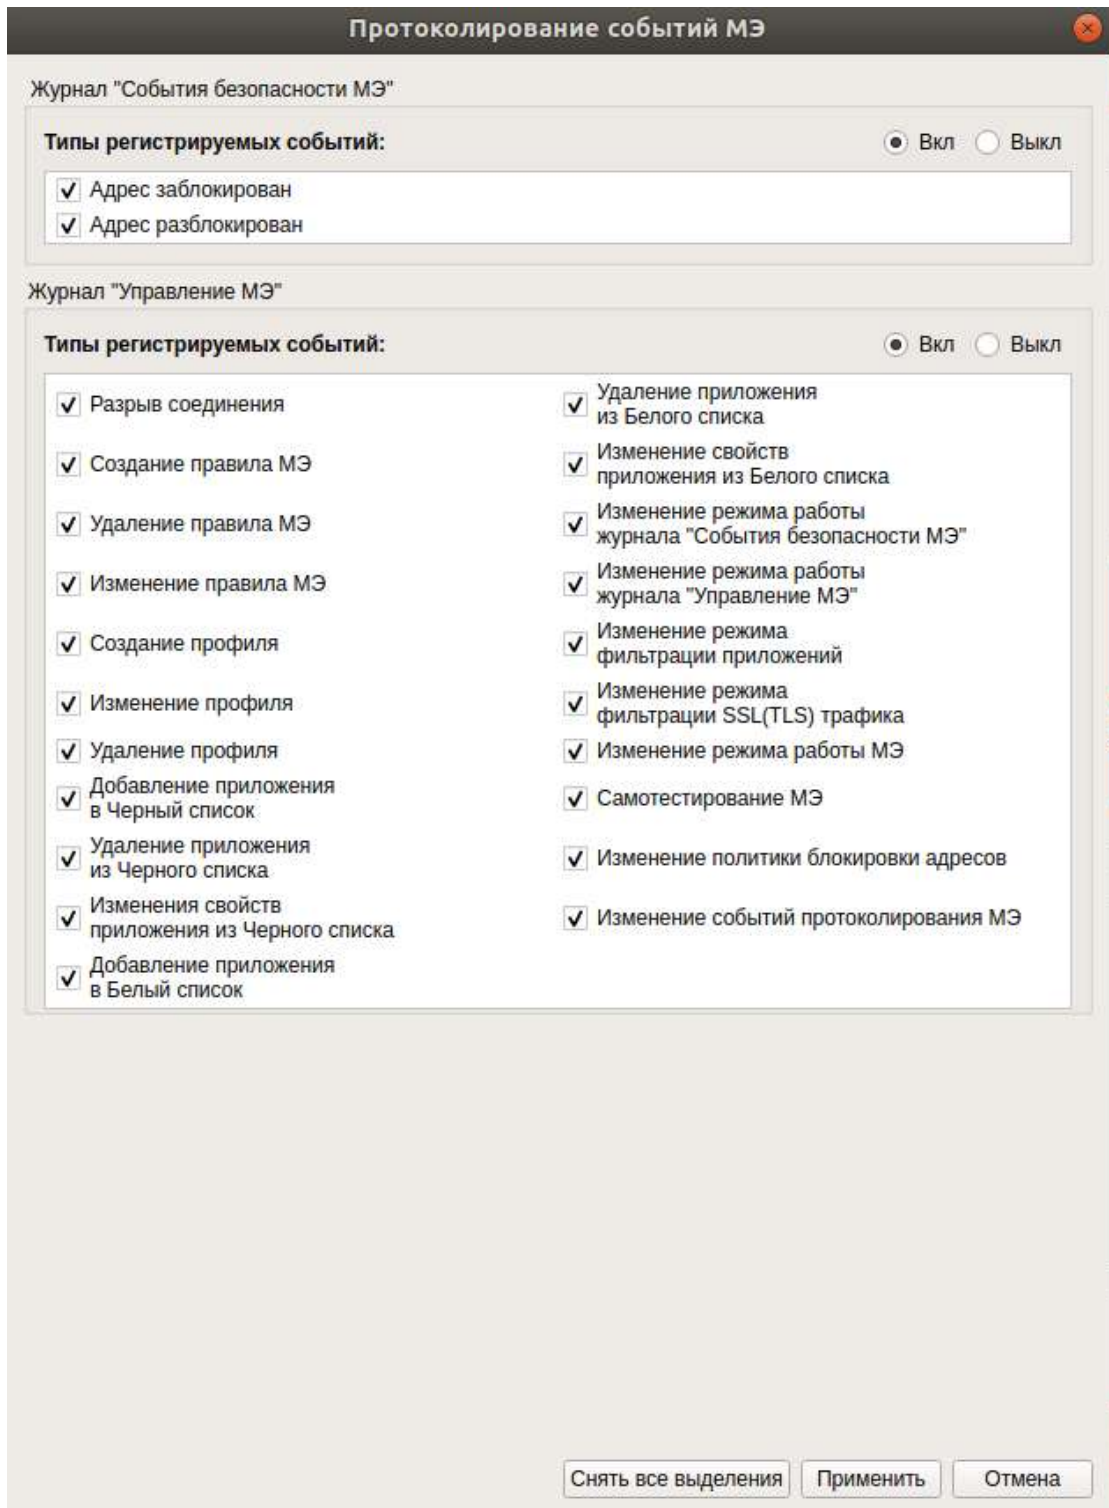 Протоколирование событий МЭ
Журнал "События безопасности МЭ"
Типы регистрируемых событий:
Вкл
Выкл
Адрес заблокирован
Адрес разблокирован
Журнал "Управление МЭ"
Типы регистрируемых событий:
Вкл
Выкл
Разрыв соединения
Создание правила МЭ
Удаление правила МЭ
Изменение правила МЭ
Создание профиля
Изменение профиля
Удаление профиля
Добавление приложения
в Черный список
Удаление приложения
из Черного списка
Изменения свойств
приложения из Черного списка
Добавление приложения
в Белый список
Удаление приложения
из Белого списка
Изменение свойств
приложения из Белого списка
Изменение режима работы
журнала "События безопасности МЭ"
Изменение режима работы
журнала "Управление МЭ"
Изменение режима
фильтрации приложений
Изменение режима
фильтрации SSL(TLS) трафика
Изменение режима работы МЭ
Самотестирование МЭ
Изменение политики блокировки адресов
Изменение событий протоколирования МЭ
Снять все выделения
Применить
Отмена